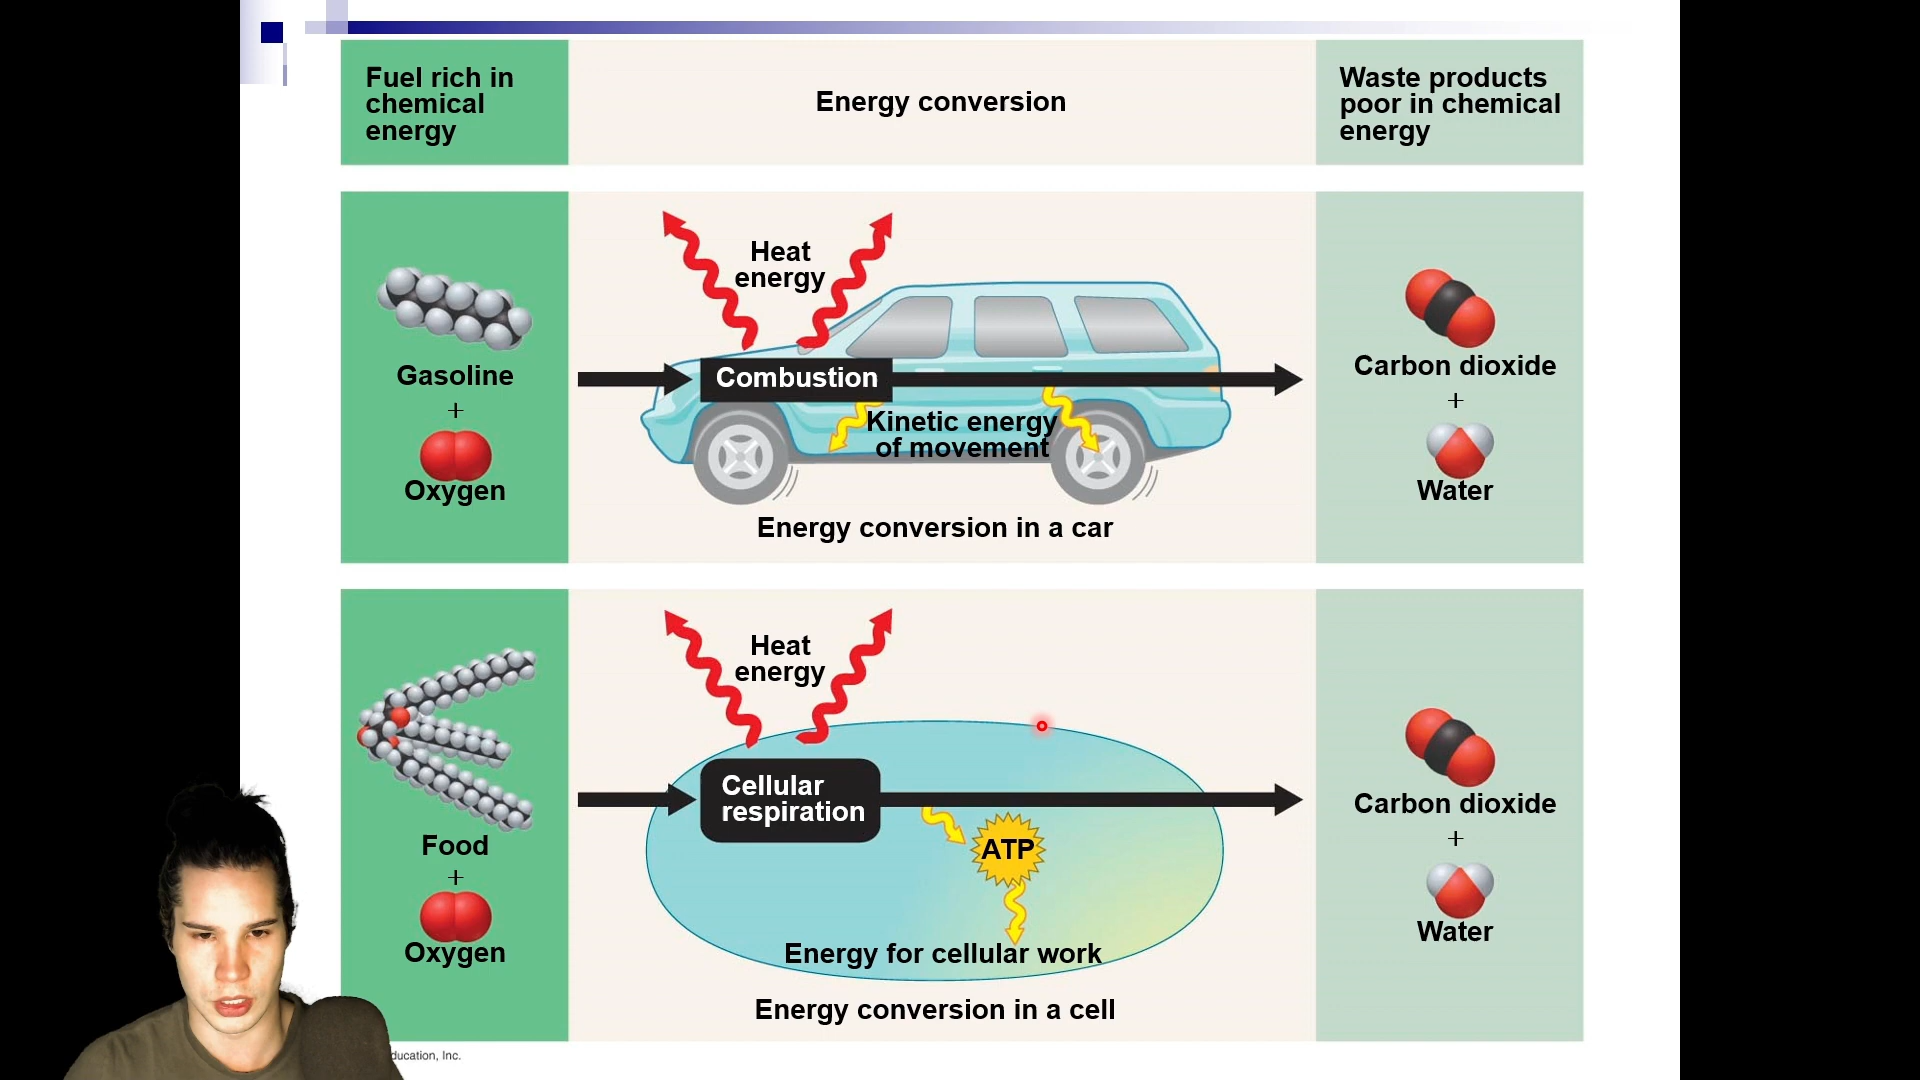 Fuel rich in
chemical
energy
Energy conversion
Waste products
poor in chemical
energy
Gasoline
+
Oxygen
Heat
energy
Combustion
Kinetic energy
of movement
Energy conversion in a car
Carbon dioxide
+
Water
Food
+
Oxygen
Heat
energy
Cellular
respiration
ATP
Energy for cellular work
Energy conversion in a cell
Carbon dioxide
+
Water
ducation, Inc.